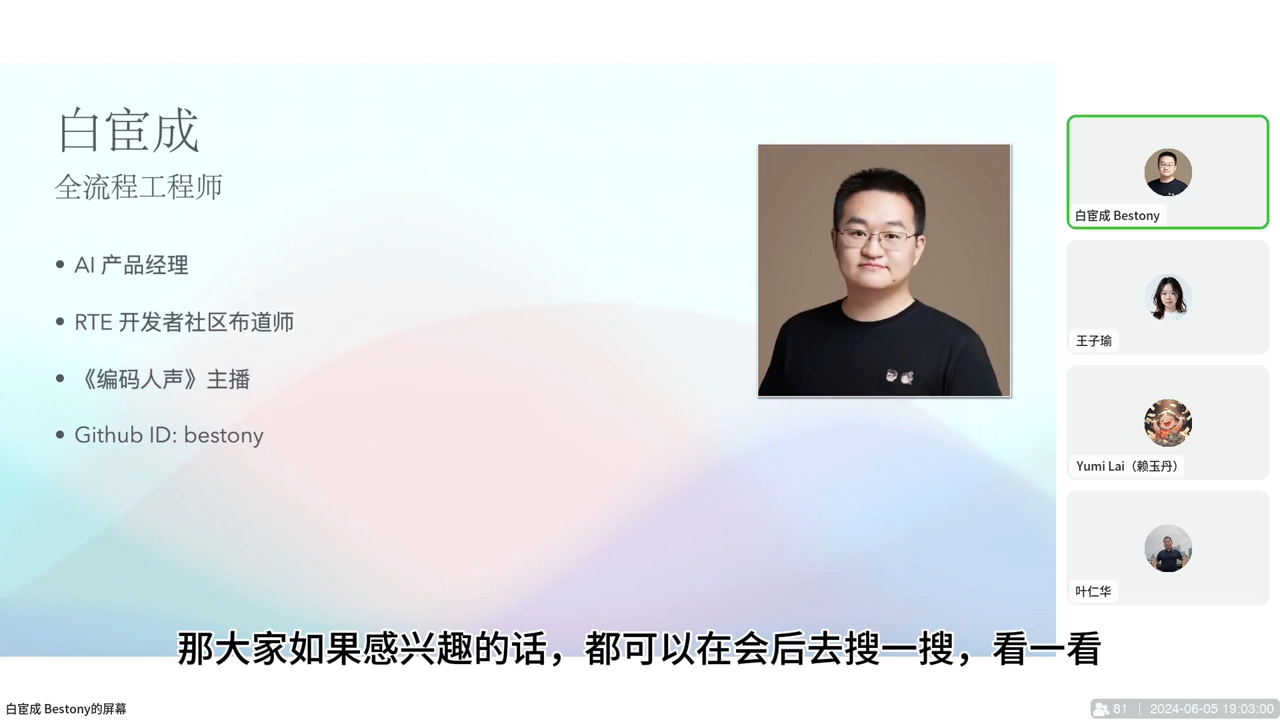 白宦成
全流程工程师
• AI 产品经理
• RTE 开发者社区布道师
• 《编码人声》主播
• Github ID: bestony
白宦成 Bestony
王子瑜
Yumi Lai（赖玉丹）
叶仁华
那大家如果感兴趣的话，都可以在会后去搜一搜，看一看
白宦成 Bestony的屏幕
81 | 2024-06-05 19:03:00